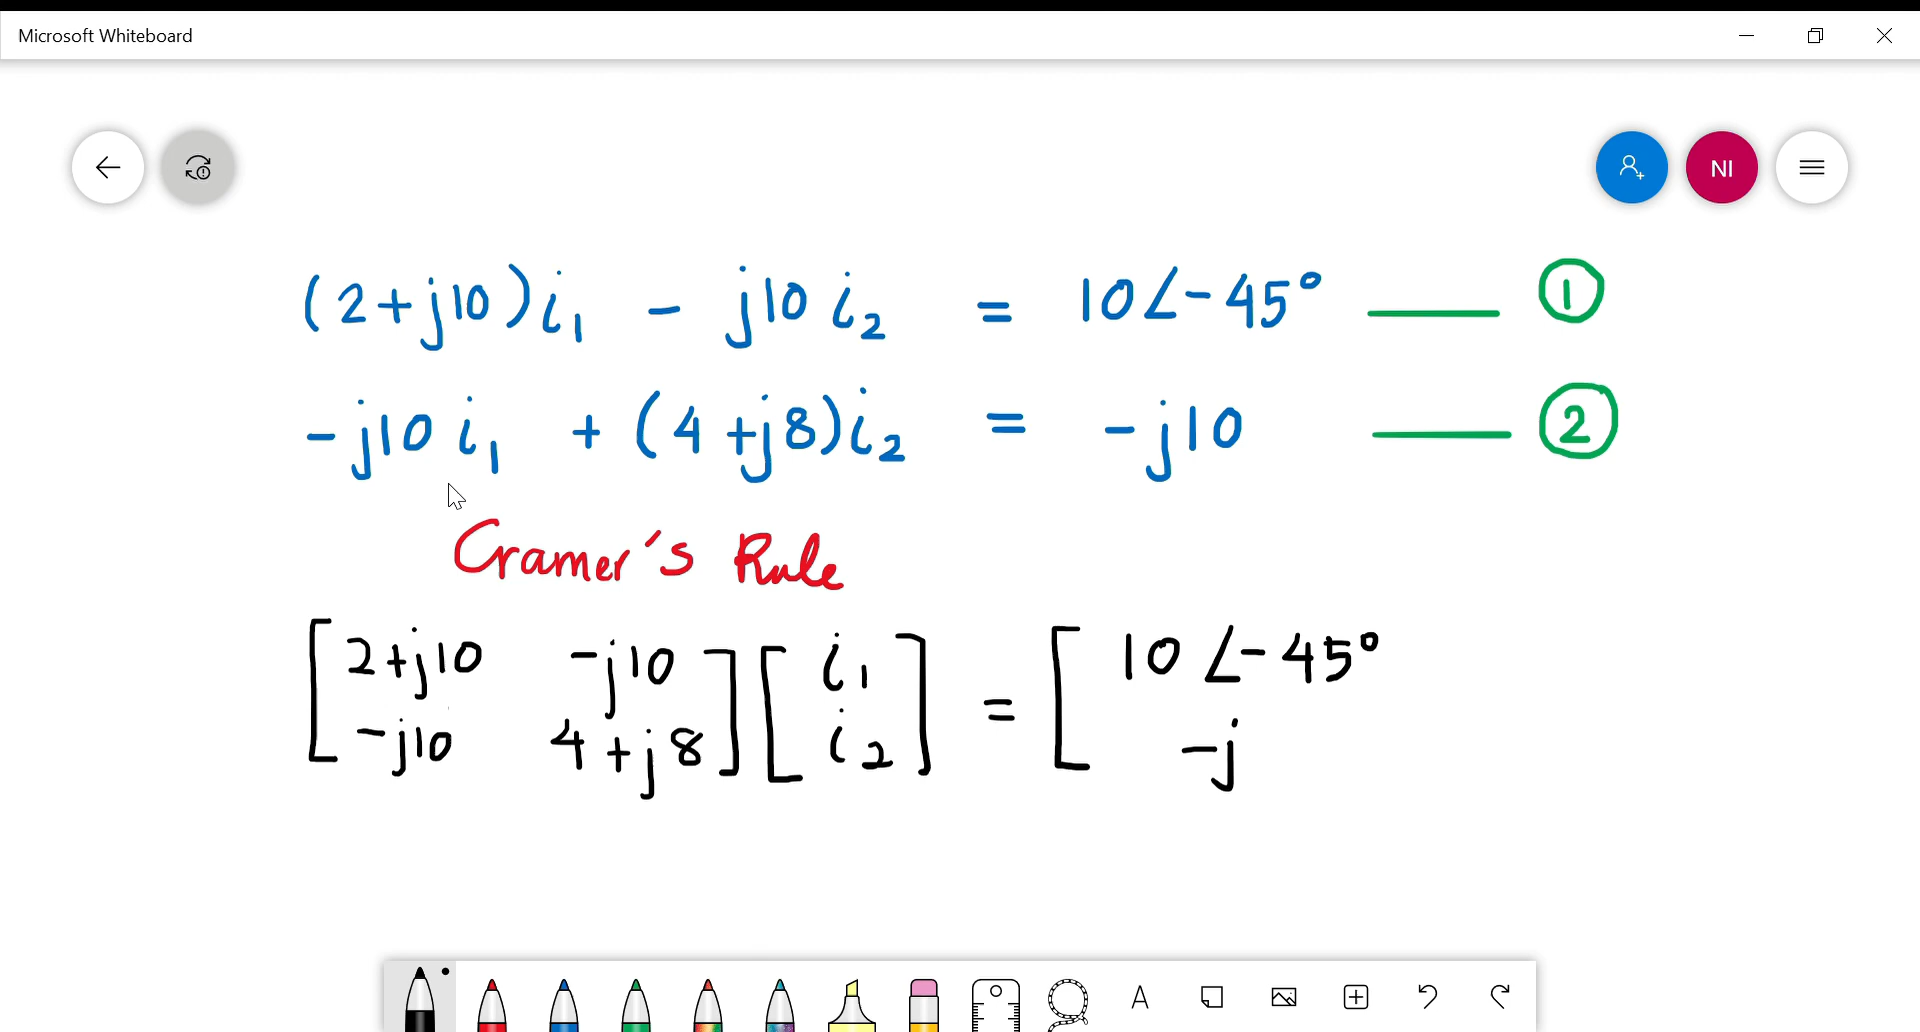 Microsoft Whiteboard
NI
(2+j10)i₁ - j10 i₂ = 10∠-45° —— ①
-j10 i₁ + (4+j8)i₂ = -j10 —— ②
Cramer's Rule
[2+j10 -j10] [i₁] = [10∠-45°
[-j10 4+j8] [i₂] [-j
A